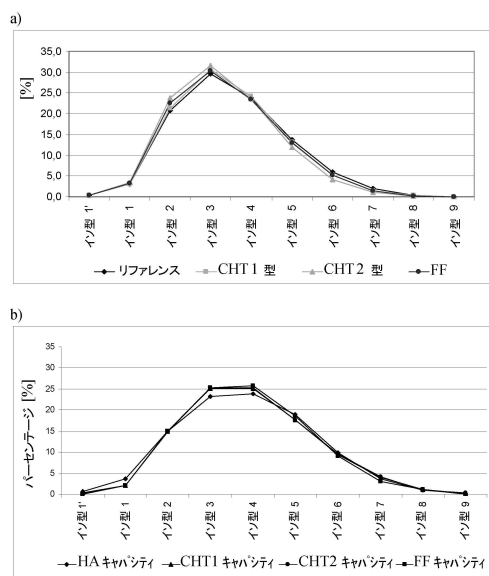 a)
35,0
30,0
25,0
20,0
15,0
10,0
5,0
0,0
[%]
イソ型 1'
イソ型 1
イソ型 2
イソ型 3
イソ型 4
イソ型 5
イソ型 6
イソ型 7
イソ型 8
イソ型 9
リファレンス CHT 1 型 CHT 2 型 FF
b)
35
30
25
20
15
10
5
0
パーセンテージ [%]
イソ型 1'
イソ型 1
イソ型 2
イソ型 3
イソ型 4
イソ型 5
イソ型 6
イソ型 7
イソ型 8
イソ型 9
HA キャパシティ CHT1 キャパシティ CHT2 キャパシティ FF キャパシティ